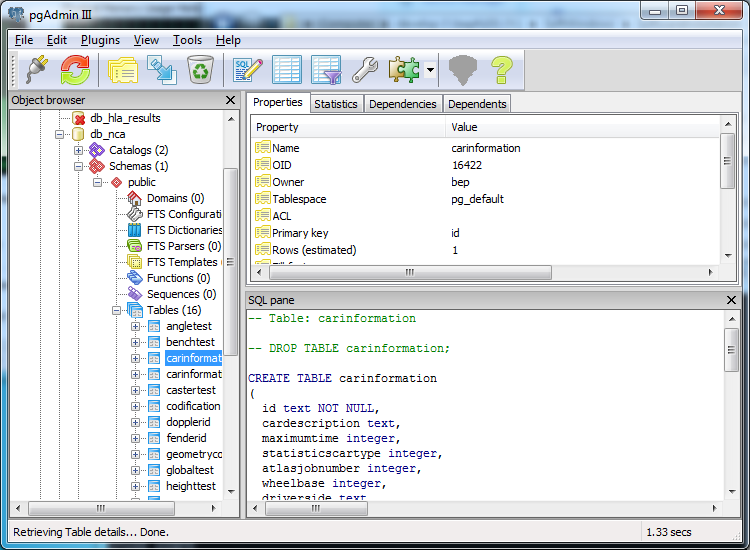 pgAdmin III
File Edit Plugins View Tools Help
SQL
Object browser
db_hla_results
db_nca
Catalogs (2)
Schemas (1)
public
Domains (0)
FTS Configurati
FTS Dictionaries
FTS Parsers (0)
FTS Templates
Functions (0)
Sequences (0)
Tables (16)
angletest
benchtest
carinformat
carinformat
castertest
codification
dopplerid
fenderid
geometryco
globaltest
heighttest
Properties Statistics Dependencies Dependents
Property Value
Name carinformation
OID 16422
Owner bep
Tablespace pg_default
ACL
Primary key id
Rows (estimated) 1
SQL pane
-- Table: carinformation
-- DROP TABLE carinformation;
CREATE TABLE carinformation
(
id text NOT NULL,
cardescription text,
maximumtime integer,
statisticscartype integer,
atlasjobnumber integer,
wheelbase integer,
driverside text
Retrieving Table details... Done. 1.33 secs